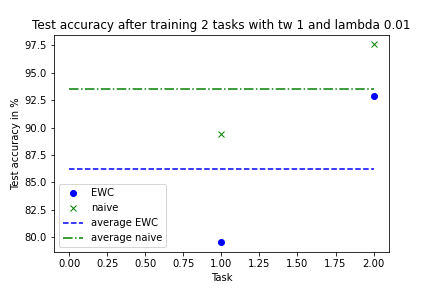 Test accuracy after training 2 tasks with tw 1 and lambda 0.01
Test accuracy in %
97.5
95.0
92.5
90.0
87.5
85.0
82.5
80.0
EWC
naive
average EWC
average naive
0.00 0.25 0.50 0.75 1.00 1.25 1.50 1.75 2.00
Task